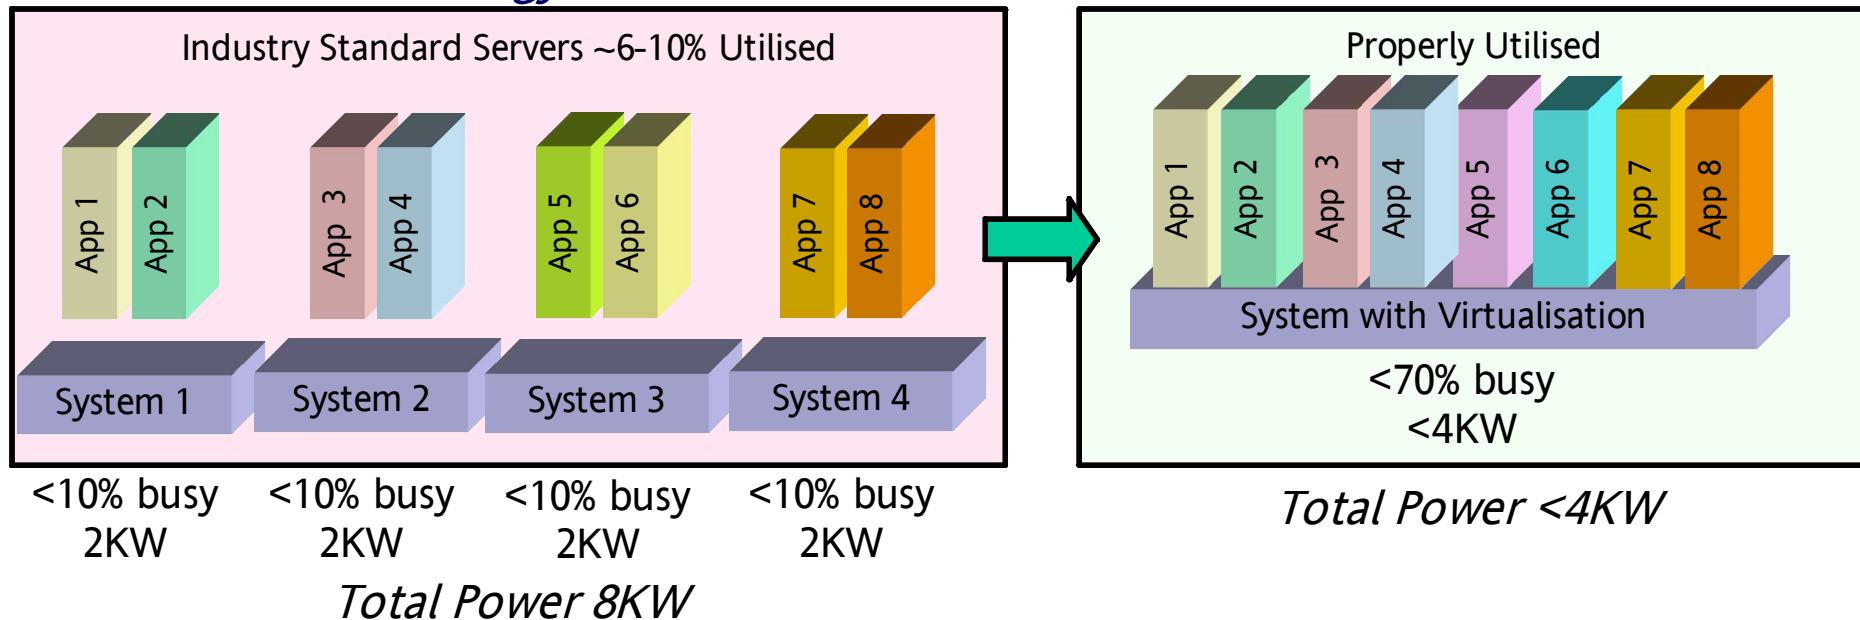 Industry Standard Servers ~6-10% Utilised
App 1
App 2
App 3
App 4
App 5
App 6
App 7
App 8
System 1
System 2
System 3
System 4
<10% busy
2KW
<10% busy
2KW
<10% busy
2KW
<10% busy
2KW
Total Power 8KW
Properly Utilised
App 1
App 2
App 3
App 4
App 5
App 6
App 7
App 8
System with Virtualisation
<70% busy
<4KW
Total Power <4KW